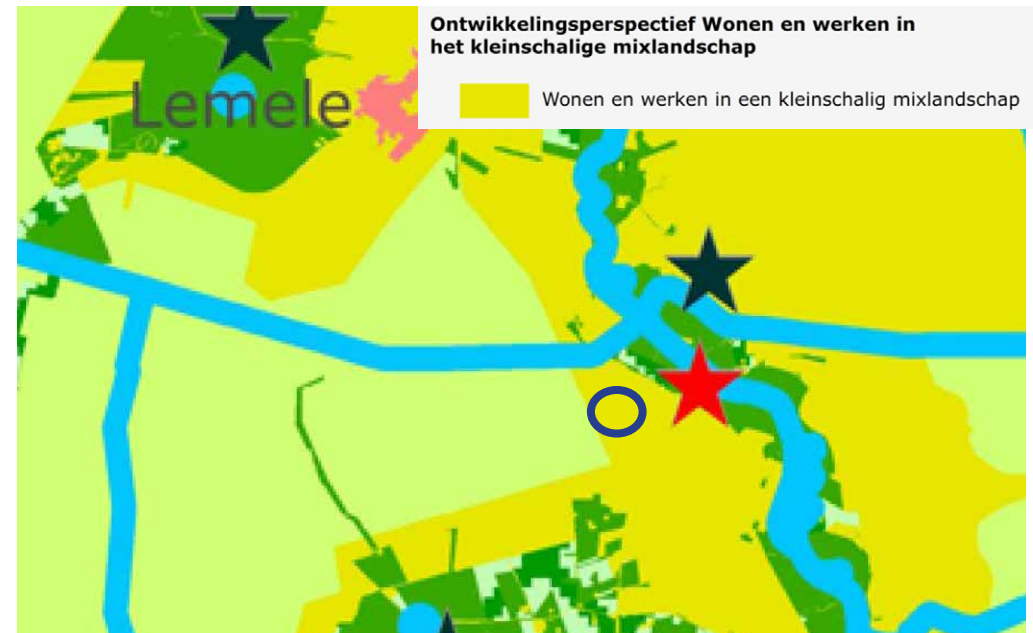 Ontwikkelingsperspectief Wonen en werken in
het kleinschalige mixlandschap
Wonen en werken in een kleinschalig mixlandschap
Lemele